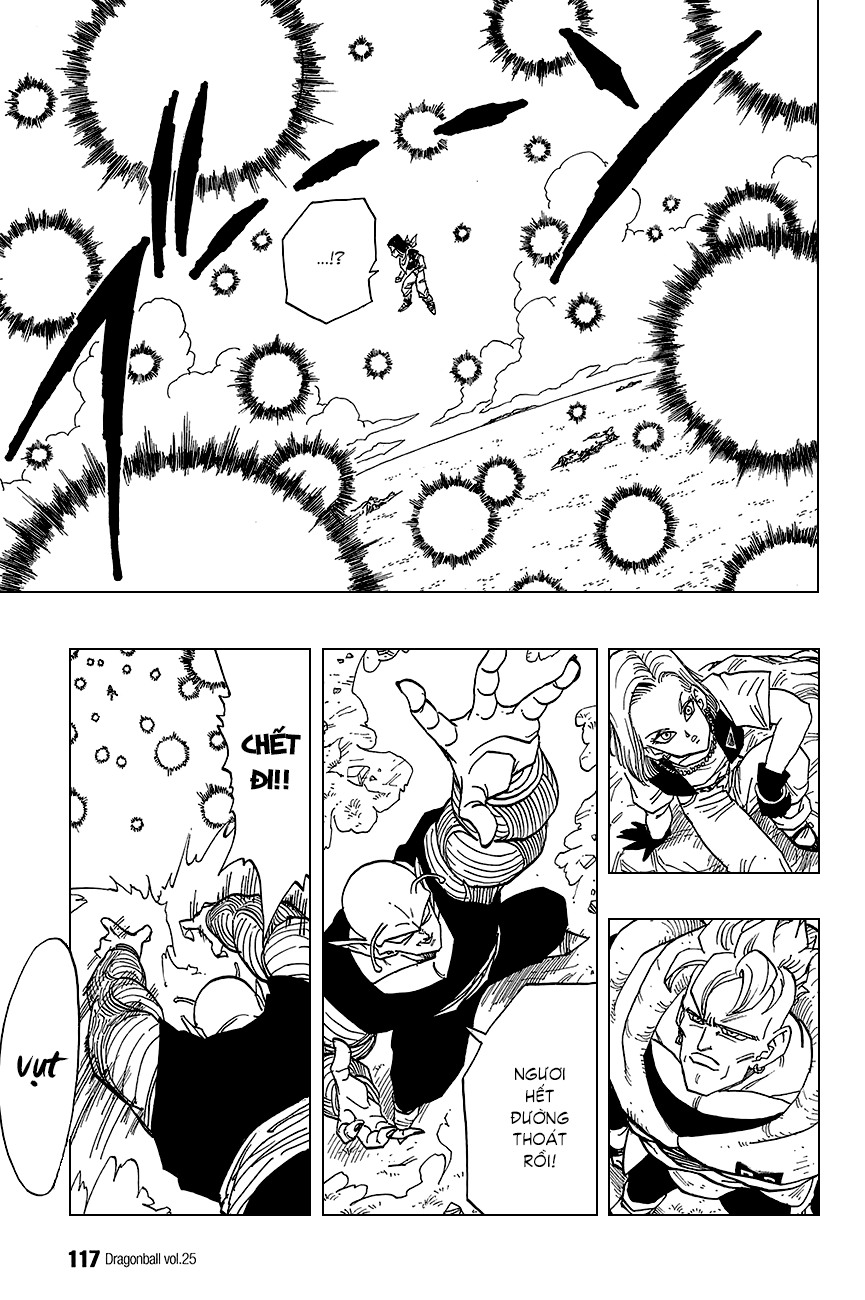 ...!?
NGƯƠI
HẾT
ĐƯỜNG
THOÁT
RỒI!
CHẾT
ĐI!!
VỤT
117 Dragonball vol.25